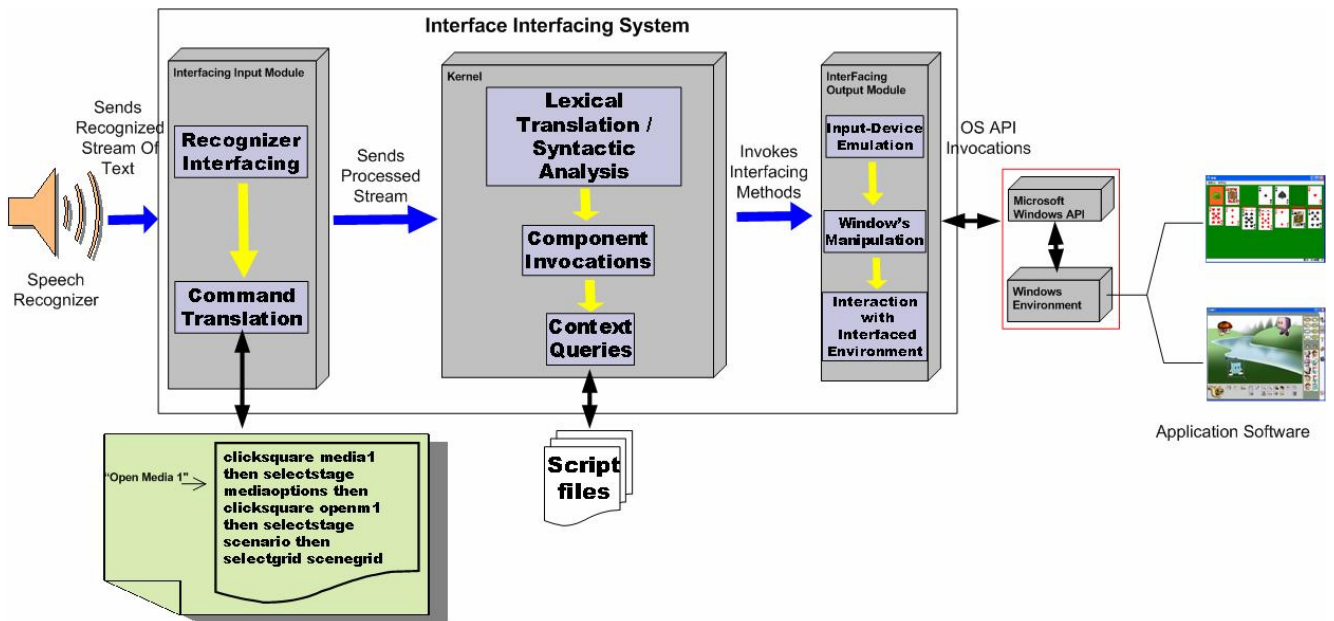 Interface Interfacing System
Sends
Recognized
Stream Of
Text
Speech
Recognizer
Interfacing Input Module
Recognizer
Interfacing
Command
Translation
Sends
Processed
Stream
Kernel
Lexical
Translation /
Syntactic
Analysis
Component
Invocations
Context
Queries
Invokes
Interfacing
Methods
InterFacing
Output Module
Input-Device
Emulation
Window's
Manipulation
Interaction
with
Interfaced
Environment
OS API
Invocations
Microsoft
Windows API
Windows
Environment
Application Software
"Open Media 1"
clicksquare media1
then selectstage
mediaoptions then
clicksquare openm1
then selectstage
scenario then
selectgrid scenegrid
Script
files